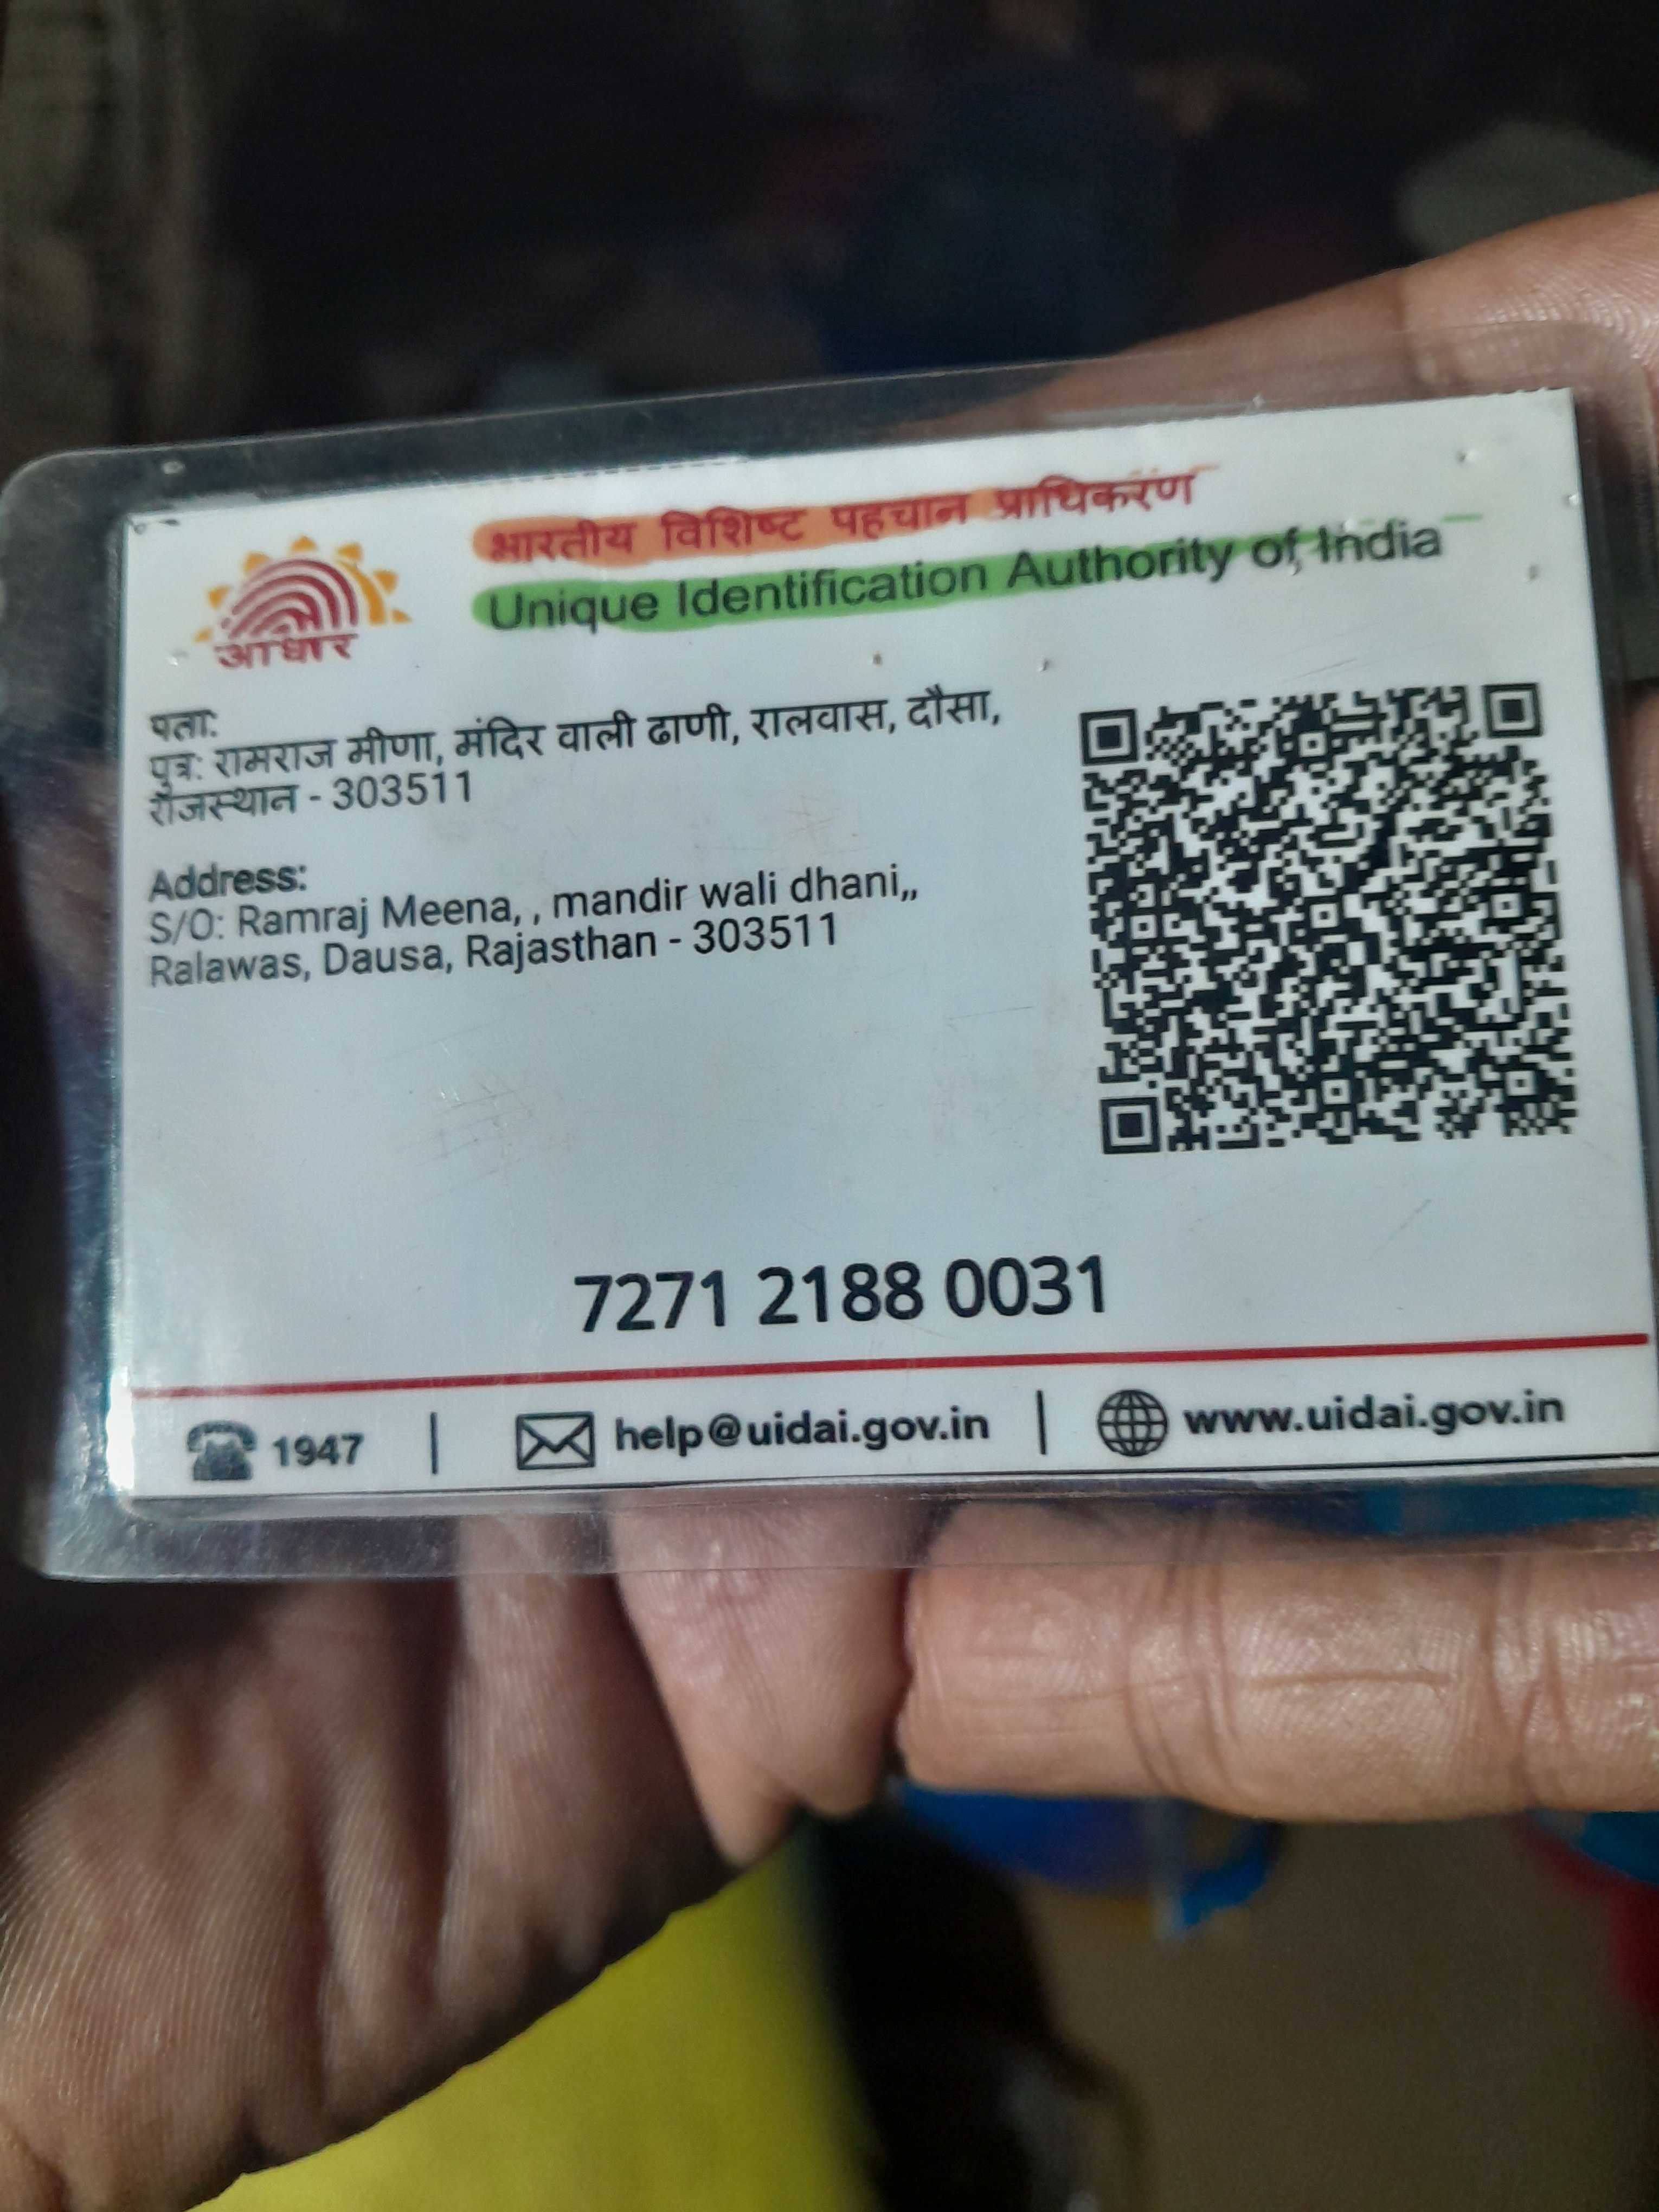 आधार
भारतीय विशिष्ट पहचान प्राधिकरण
Unique Identification Authority of India
पता:
पुत्र: रामराज मीणा, मंदिर वाली ढाणी, रालवास, दौसा,
राजस्थान - 303511
Address:
S/O: Ramraj Meena, , mandir wali dhani,,
Ralawas, Dausa, Rajasthan - 303511
7271 2188 0031
1947 | help@uidai.gov.in | www.uidai.gov.in